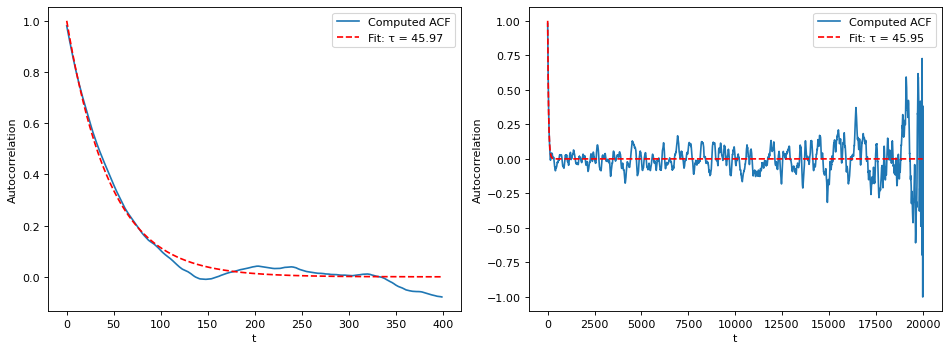 Computed ACF
Fit: τ = 45.97
Autocorrelation
1.0
0.8
0.6
0.4
0.2
0.0
0 50 100 150 200 250 300 350 400
t
Computed ACF
Fit: τ = 45.95
Autocorrelation
1.00
0.75
0.50
0.25
0.00
−0.25
−0.50
−0.75
−1.00
0 2500 5000 7500 10000 12500 15000 17500 20000
t